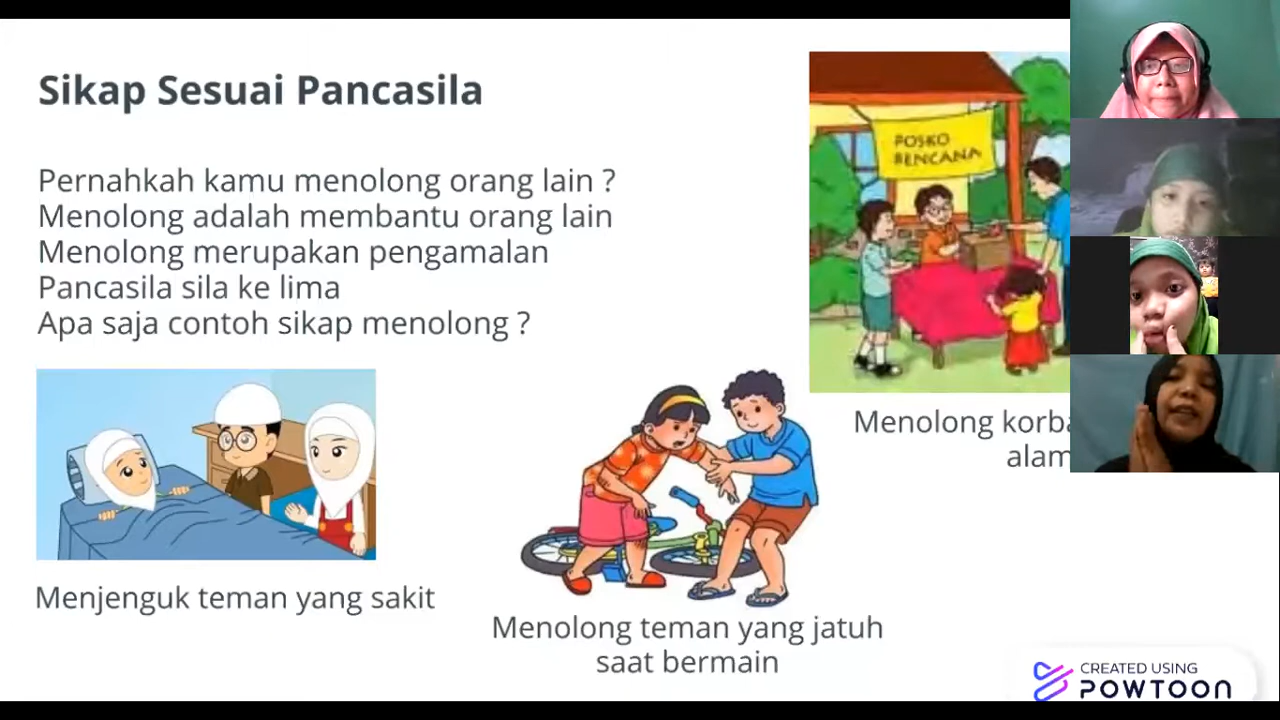 Sikap Sesuai Pancasila
Pernahkah kamu menolong orang lain ?
Menolong adalah membantu orang lain
Menolong merupakan pengamalan
Pancasila sila ke lima
Apa saja contoh sikap menolong ?
POSKO
BENCANA
Menolong
alam
Menjenguk teman yang sakit
Menolong teman yang jatuh
saat bermain
CREATED USING
POWTOON